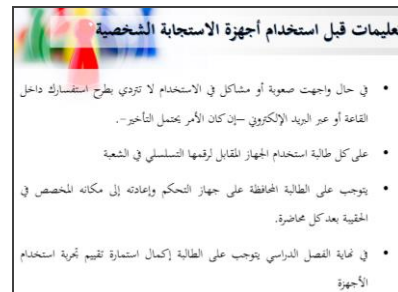 عليمات قبل استخدام أجهزة الاستجابة الشخصية
• في حال واجهت صعوبة أو مشاكل في الاستخدام لا تتردي بطرح استفسارك داخل
القاعة أو عبر البريد الإلكتروني –إن كان الأمر يحتمل التأخير-.
• على كل طالبة استخدام الجهاز المقابل لرقمها التسلسلي في الشعبة
• يتوجب على الطالبة المحافظة على جهاز التحكم وإعادته إلى مكانه المخصص في
الحقيبة بعد كل محاضرة.
• في نهاية الفصل الدراسي يتوجب على الطالبة إكمال استمارة تقييم تجربة استخدام
الأجهزة